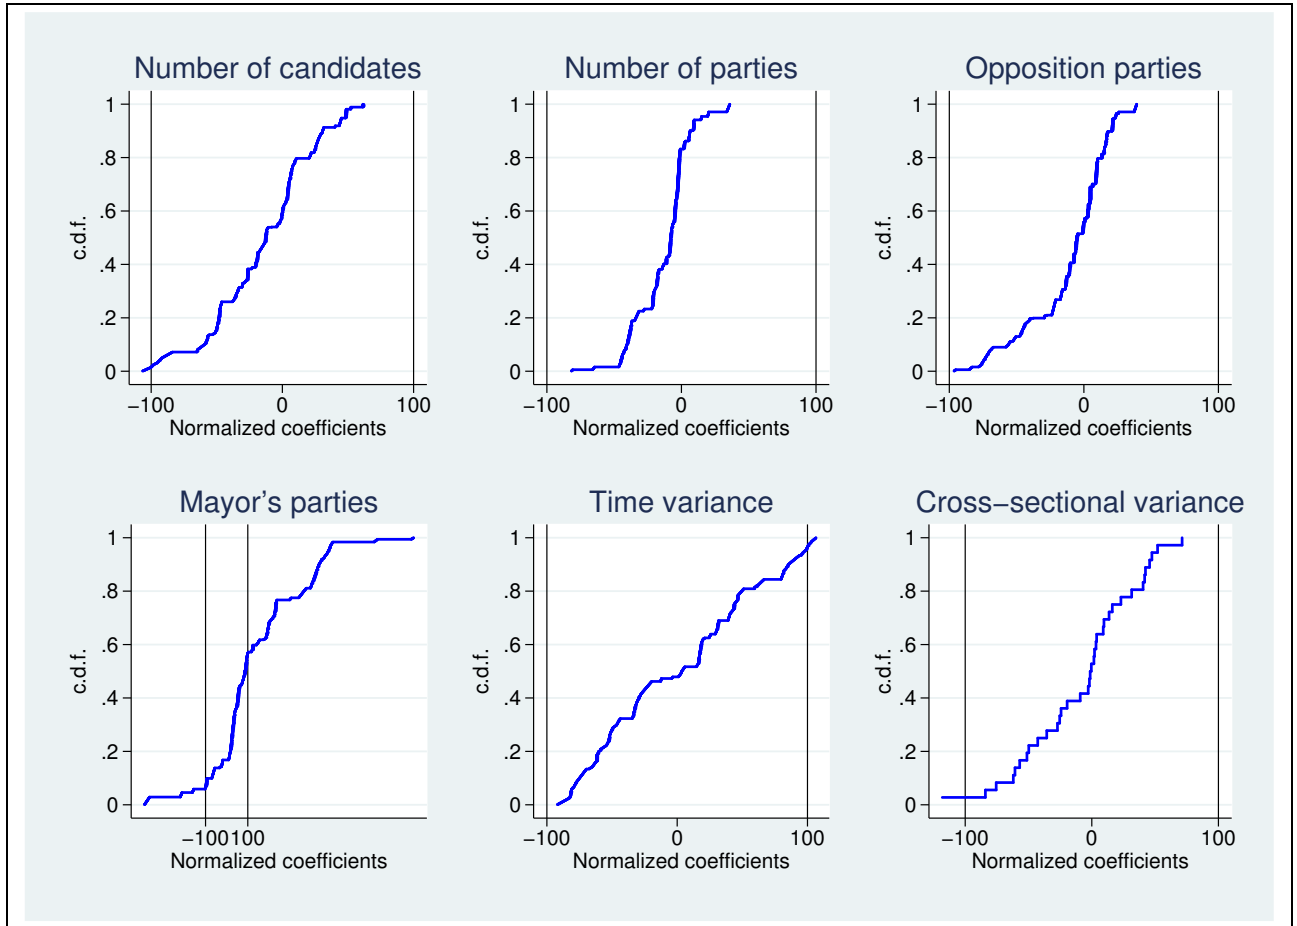 Number of candidates
1
.8
.6
.4
.2
0
c.d.f.
−100 0 100
Normalized coefficients
Number of parties
1
.8
.6
.4
.2
0
c.d.f.
−100 0 100
Normalized coefficients
Opposition parties
1
.8
.6
.4
.2
0
c.d.f.
−100 0 100
Normalized coefficients
Mayor’s parties
1
.8
.6
.4
.2
0
c.d.f.
−100 100
Normalized coefficients
Time variance
1
.8
.6
.4
.2
0
c.d.f.
−100 0 100
Normalized coefficients
Cross−sectional variance
1
.8
.6
.4
.2
0
c.d.f.
−100 0 100
Normalized coefficients